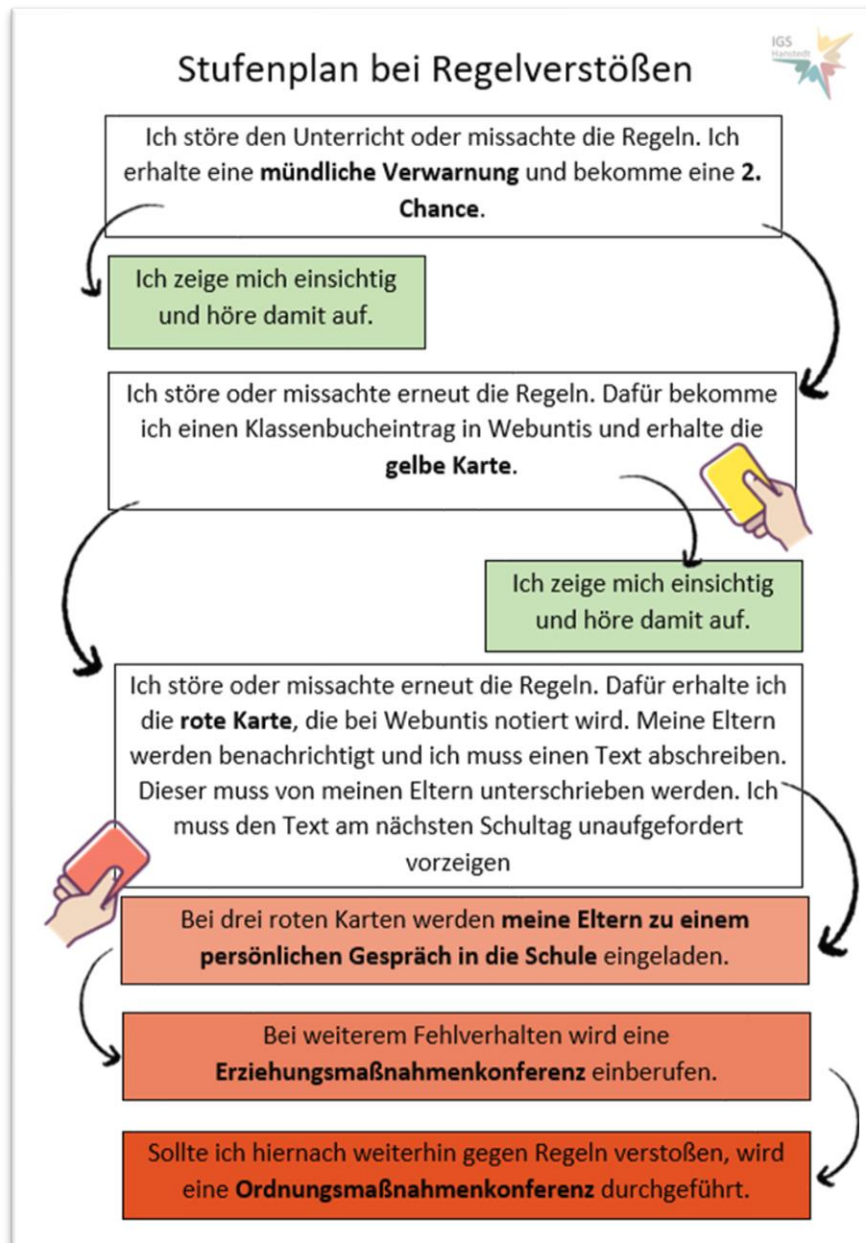 IGS
Hanstedt
Stufenplan bei Regelverstößen
Ich störe den Unterricht oder missachte die Regeln. Ich
erhalte eine mündliche Verwarnung und bekomme eine 2.
Chance.
Ich zeige mich einsichtig
und höre damit auf.
Ich störe oder missachte erneut die Regeln. Dafür bekomme
ich einen Klassenbucheintrag in Webuntis und erhalte die
gelbe Karte.
Ich zeige mich einsichtig
und höre damit auf.
Ich störe oder missachte erneut die Regeln. Dafür erhalte ich
die rote Karte, die bei Webuntis notiert wird. Meine Eltern
werden benachrichtigt und ich muss einen Text abschreiben.
Dieser muss von meinen Eltern unterschrieben werden. Ich
muss den Text am nächsten Schultag unaufgefordert
vorzeigen
Bei drei roten Karten werden meine Eltern zu einem
persönlichen Gespräch in die Schule eingeladen.
Bei weiterem Fehlverhalten wird eine
Erziehungsmaßnahmenkonferenz einberufen.
Sollte ich hiernach weiterhin gegen Regeln verstoßen, wird
eine Ordnungsmaßnahmenkonferenz durchgeführt.